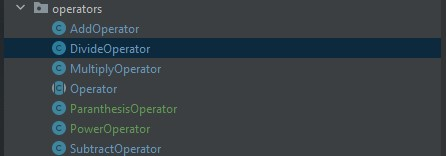 operators
AddOperator
DivideOperator
MultiplyOperator
Operator
ParanthesisOperator
PowerOperator
SubtractOperator